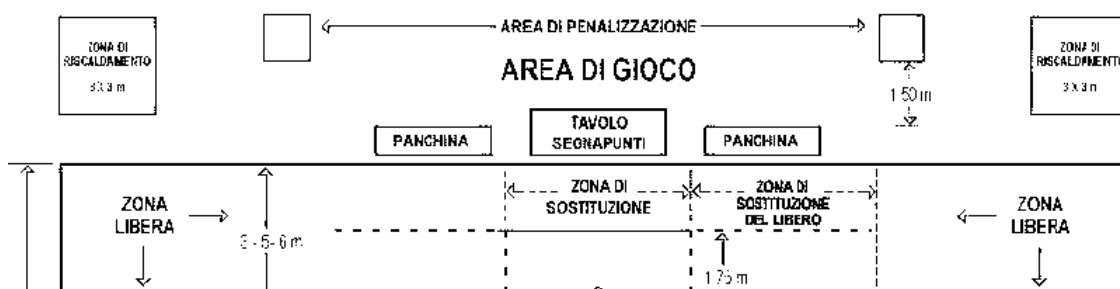 AREA DI PENALIZZAZIONE
ZONA DI
RISCALDAMENTO
3 X 3 m
AREA DI GIOCO
ZONA DI
RISCALDAMENTO
3 X 3 m
1.50 m
PANCHINA
TAVOLO
SEGNAPUNTI
PANCHINA
ZONA
LIBERA
ZONA DI
SOSTITUZIONE
ZONA DI
SOSTITUZIONE
DEL LIBERO
ZONA
LIBERA
3 - 5 - 6 m
1.75 m